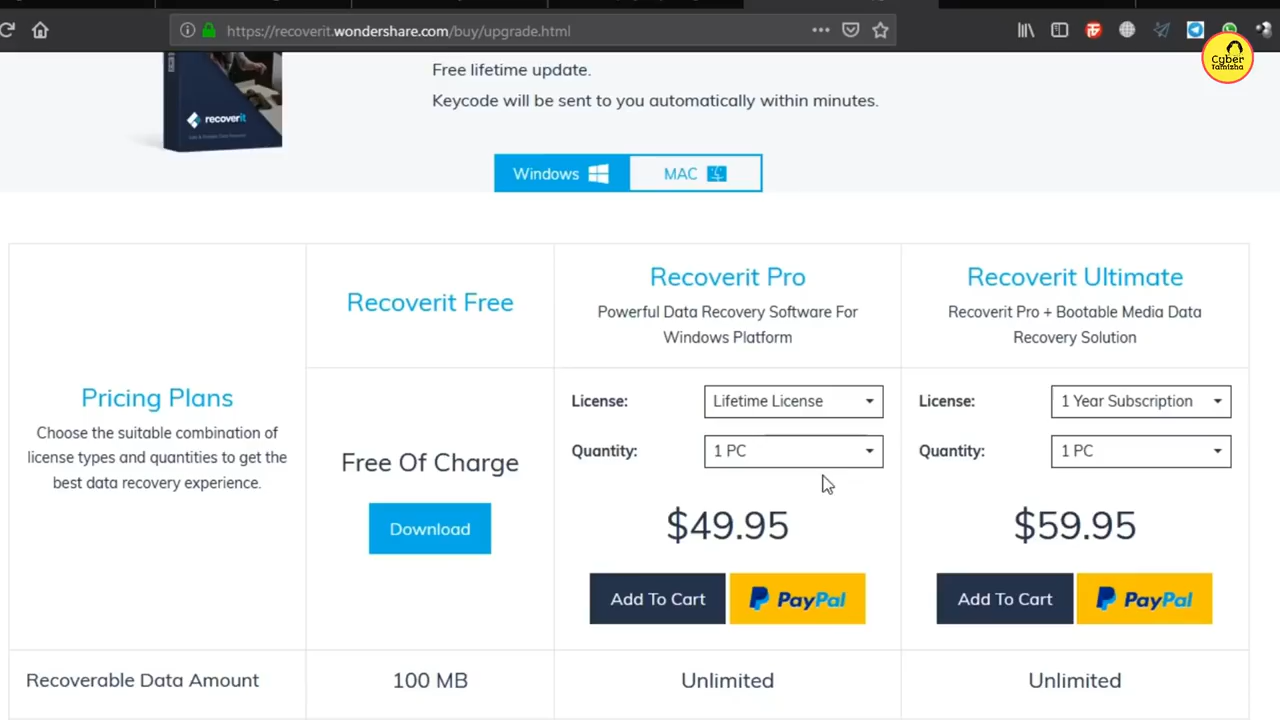 https://recoverit.wondershare.com/buy/upgrade.html
Cyber
Tamizha
Free lifetime update.
Keycode will be sent to you automatically within minutes.
recoverit
Windows
MAC
Pricing Plans
Choose the suitable combination of
license types and quantities to get the
best data recovery experience.
Recoverit Free
Free Of Charge
Download
Recoverit Pro
Powerful Data Recovery Software For
Windows Platform
License: Lifetime License
Quantity: 1 PC
$49.95
Add To Cart PayPal
Recoverit Ultimate
Recoverit Pro + Bootable Media Data
Recovery Solution
License: 1 Year Subscription
Quantity: 1 PC
$59.95
Add To Cart PayPal
Recoverable Data Amount 100 MB Unlimited Unlimited